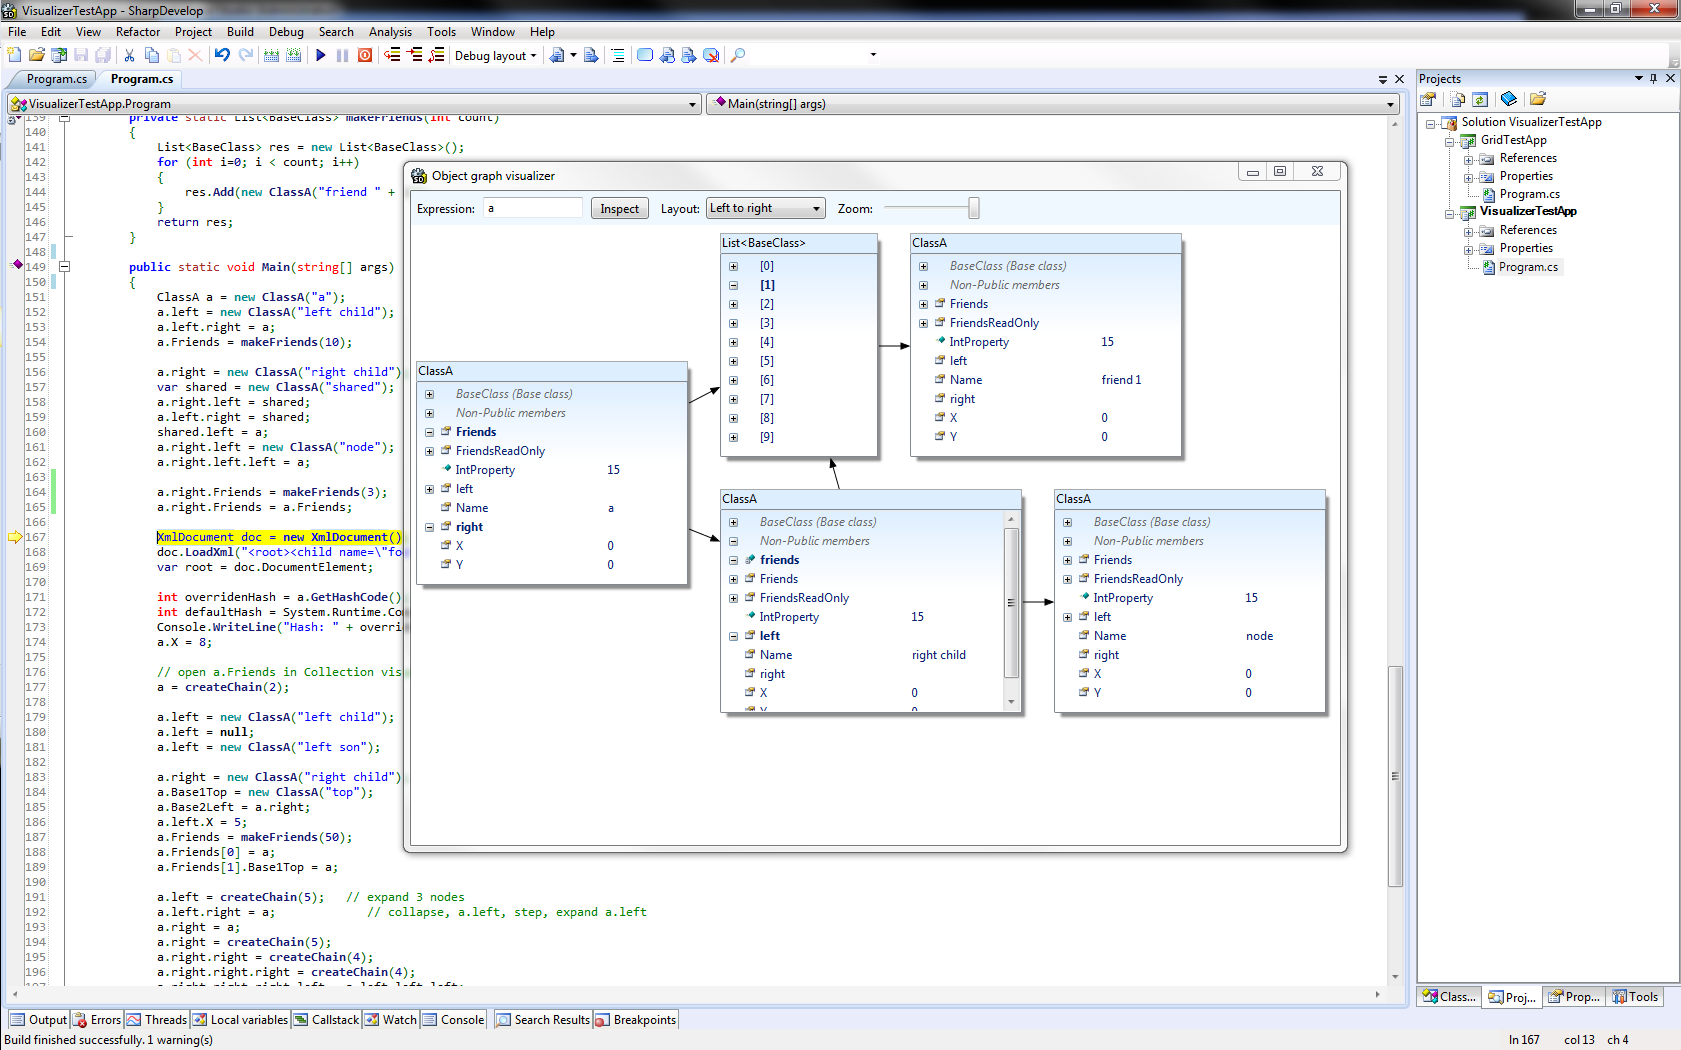 VisualizerTestApp - SharpDevelop
File Edit View Refactor Project Build Debug Search Analysis Tools Window Help
Debug layout
Program.cs Program.cs
VisualizerTestApp.Program Main(string[] args)
139 private static List<BaseClass> makeFriends(int count)
140 {
141 List<BaseClass> res = new List<BaseClass>();
142 for (int i=0; i < count; i++)
143 {
144 res.Add(new ClassA("friend " +
145 }
146 return res;
147 }
148
149 public static void Main(string[] args)
150 {
151 ClassA a = new ClassA("a");
152 a.left = new ClassA("left child");
153 a.left.right = a;
154 a.Friends = makeFriends(10);
155
156 a.right = new ClassA("right child")
157 var shared = new ClassA("shared");
158 a.right.left = shared;
159 a.left.right = shared;
160 shared.left = a;
161 a.right.left = new ClassA("node");
162 a.right.left.left = a;
163
164 a.right.Friends = makeFriends(3);
165 a.right.Friends = a.Friends;
166
167 XmlDocument doc = new XmlDocument()
168 doc.LoadXml("<root><child name=\"fo
169 var root = doc.DocumentElement;
170
171 int overridenHash = a.GetHashCode()
172 int defaultHash = System.Runtime.Co
173 Console.WriteLine("Hash: " + overri
174 a.X = 8;
175
176 // open a.Friends in Collection vis
177 a = createChain(2);
178
179 a.left = new ClassA("left child");
180 a.left = null;
181 a.left = new ClassA("left son");
182
183 a.right = new ClassA("right child")
184 a.Base1Top = new ClassA("top");
185 a.Base2Left = a.right;
186 a.left.X = 5;
187 a.Friends = makeFriends(50);
188 a.Friends[0] = a;
189 a.Friends[1].Base1Top = a;
190
191 a.left = createChain(5); // expand 3 nodes
192 a.left.right = a; // collapse, a.left, step, expand a.left
193 a.right = a;
194 a.right = createChain(5);
195 a.right.right = createChain(4);
196 a.right.right.right = createChain(4);
Object graph visualizer
Expression: a Inspect Layout: Left to right Zoom:
ClassA
BaseClass (Base class)
Non-Public members
Friends
FriendsReadOnly
IntProperty 15
left
Name a
right
X 0
Y 0
List<BaseClass>
[0]
[1]
[2]
[3]
[4]
[5]
[6]
[7]
[8]
[9]
ClassA
BaseClass (Base class)
Non-Public members
Friends
FriendsReadOnly
IntProperty 15
left
Name friend 1
right
X 0
Y 0
ClassA
BaseClass (Base class)
Non-Public members
friends
Friends
FriendsReadOnly
IntProperty 15
left
Name right child
right
X 0
Y 0
ClassA
BaseClass (Base class)
Non-Public members
Friends
FriendsReadOnly
IntProperty 15
left
Name node
right
X 0
Y 0
Projects
Solution VisualizerTestApp
GridTestApp
References
Properties
Program.cs
VisualizerTestApp
References
Properties
Program.cs
Class... Proj... Prop... Tools
Output Errors Threads Local variables Callstack Watch Console Search Results Breakpoints
Build finished successfully. 1 warning(s)
ln 167 col 13 ch 4